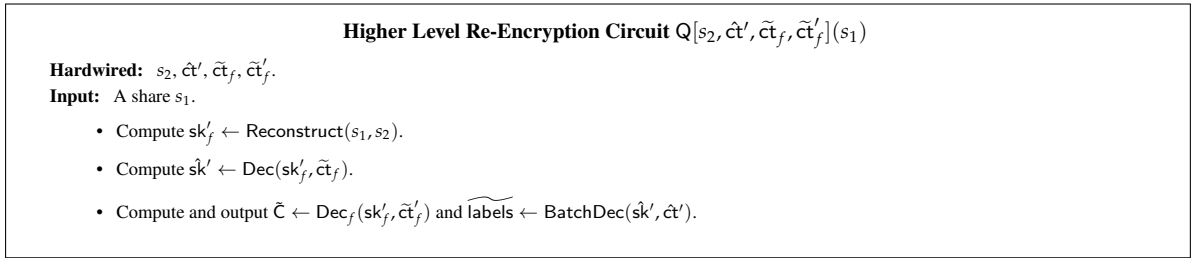 Higher Level Re-Encryption Circuit Q[s₂, ĉt′, c̃t_f, c̃t′_f](s₁)
Hardwired: s₂, ĉt′, c̃t_f, c̃t′_f.
Input: A share s₁.
• Compute sk′_f ← Reconstruct(s₁, s₂).
• Compute ŝk′ ← Dec(sk′_f, c̃t_f).
• Compute and output C̃ ← Dec_f(sk′_f, c̃t′_f) and l̃abels ← BatchDec(ŝk′, ĉt′).